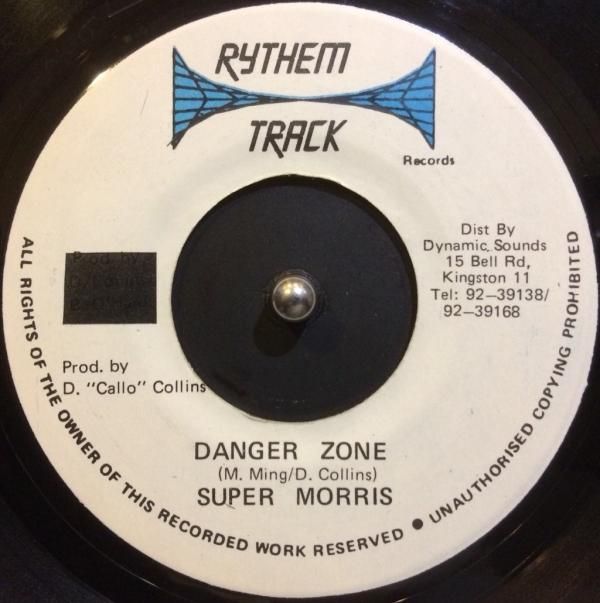 RYTHEM
TRACK
Records
Dist By
Dynamic Sounds
15 Bell Rd,
Kingston 11
Tel: 92—39138/
92—39168
Prod. by
Prod. by
D. "Callo" Collins
DANGER ZONE
(M. Ming/D. Collins)
SUPER MORRIS
ALL RIGHTS OF THE OWNER OF THIS RECORDED WORK RESERVED ● UNAUTHORISED COPYING PROHIBITED